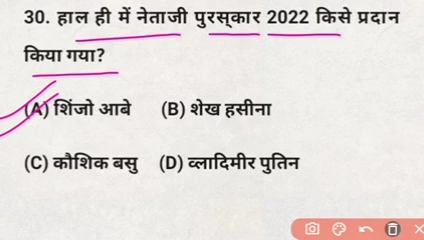 30. हाल ही में नेताजी पुरस्कार 2022 किसे प्रदान
किया गया?
(A) शिंजो आबे (B) शेख हसीना
(C) कौशिक बसु (D) व्लादिमीर पुतिन